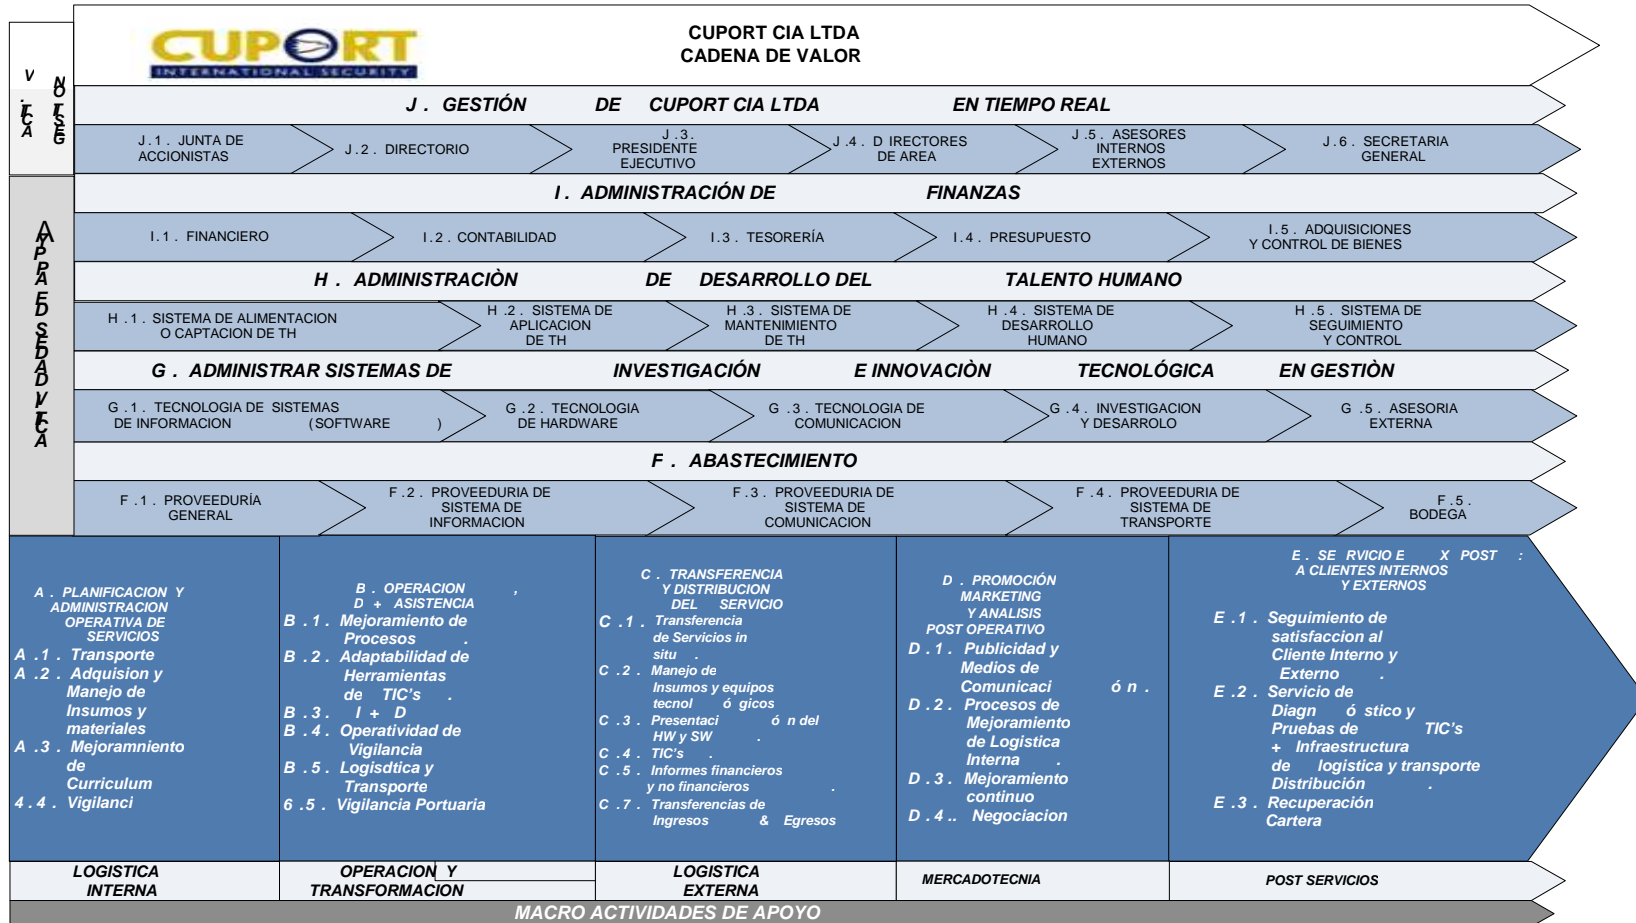 CUPORT
INTERNATIONAL SECURITY
CUPORT CIA LTDA
CADENA DE VALOR
J . GESTIÓN DE CUPORT CIA LTDA EN TIEMPO REAL
J .1 . JUNTA DE
ACCIONISTAS
J .2 . DIRECTORIO
J .3 .
PRESIDENTE
EJECUTIVO
J .4 . D IRECTORES
DE AREA
J .5 . ASESORES
INTERNOS
EXTERNOS
J .6 . SECRETARIA
GENERAL
I . ADMINISTRACIÓN DE FINANZAS
I .1 . FINANCIERO
I .2 . CONTABILIDAD
I .3 . TESORERÍA
I .4 . PRESUPUESTO
I .5 . ADQUISICIONES
Y CONTROL DE BIENES
H . ADMINISTRACIÒN DE DESARROLLO DEL TALENTO HUMANO
H .1 . SISTEMA DE ALIMENTACION
O CAPTACION DE TH
H .2 . SISTEMA DE
APLICACION
DE TH
H .3 . SISTEMA DE
MANTENIMIENTO
DE TH
H .4 . SISTEMA DE
DESARROLLO
HUMANO
H .5 . SISTEMA DE
SEGUIMIENTO
Y CONTROL
G . ADMINISTRAR SISTEMAS DE INVESTIGACIÓN E INNOVACIÒN TECNOLÓGICA EN GESTIÒN
G .1 . TECNOLOGIA DE SISTEMAS
DE INFORMACION (SOFTWARE )
G .2 . TECNOLOGIA
DE HARDWARE
G .3 . TECNOLOGIA DE
COMUNICACION
G .4 . INVESTIGACION
Y DESARROLO
G .5 . ASESORIA
EXTERNA
F . ABASTECIMIENTO
F .1 . PROVEEDURÍA
GENERAL
F .2 . PROVEEDURIA DE
SISTEMA DE
INFORMACION
F .3 . PROVEEDURIA DE
SISTEMA DE
COMUNICACION
F .4 . PROVEEDURIA DE
SISTEMA DE
TRANSPORTE
F .5 .
BODEGA
A . PLANIFICACION Y
ADMINISTRACION
OPERATIVA DE
SERVICIOS
A .1 . Transporte
A .2 . Adquision y
Manejo de
Insumos y
materiales
A .3 . Mejoramniento
de
Curriculum
4 . 4 . Vigilanci
B . OPERACION ,
D + ASISTENCIA
B . 1 . Mejoramiento de
Procesos .
B . 2 . Adaptabilidad de
Herramientas
de TIC's .
B . 3 . I + D
B . 4 . Operatividad de
Vigilancia
B . 5 . Logisdtica y
Transporte
6 . 5 . Vigilancia Portuaria
C . TRANSFERENCIA
Y DISTRIBUCION
DEL SERVICIO
C . 1 . Transferencia
de Servicios in
situ .
C . 2 . Manejo de
Insumos y equipos
tecnol ó gicos
C . 3 . Presentaci ó n del
HW y SW .
C . 4 . TIC's .
C . 5 . Informes financieros
y no financieros .
C . 7 . Transferencias de
Ingresos & Egresos
D . PROMOCIÓN
MARKETING
Y ANALISIS
POST OPERATIVO
D . 1 . Publicidad y
Medios de
Comunicaci ó n .
D . 2 . Procesos de
Mejoramiento
de Logistica
Interna .
D . 3 . Mejoramiento
continuo
D . 4 .. Negociacion
E . SE RVICIO E X POST :
A CLIENTES INTERNOS
Y EXTERNOS
E . 1 . Seguimiento de
satisfaccion al
Cliente Interno y
Externo .
E . 2 . Servicio de
Diagn ó stico y
Pruebas de TIC's
+ Infraestructura
de logistica y transporte
Distribución .
E . 3 . Recuperación
Cartera
LOGISTICA
INTERNA
OPERACION Y
TRANSFORMACION
LOGISTICA
EXTERNA
MERCADOTECNIA
POST SERVICIOS
MACRO ACTIVIDADES DE APOYO